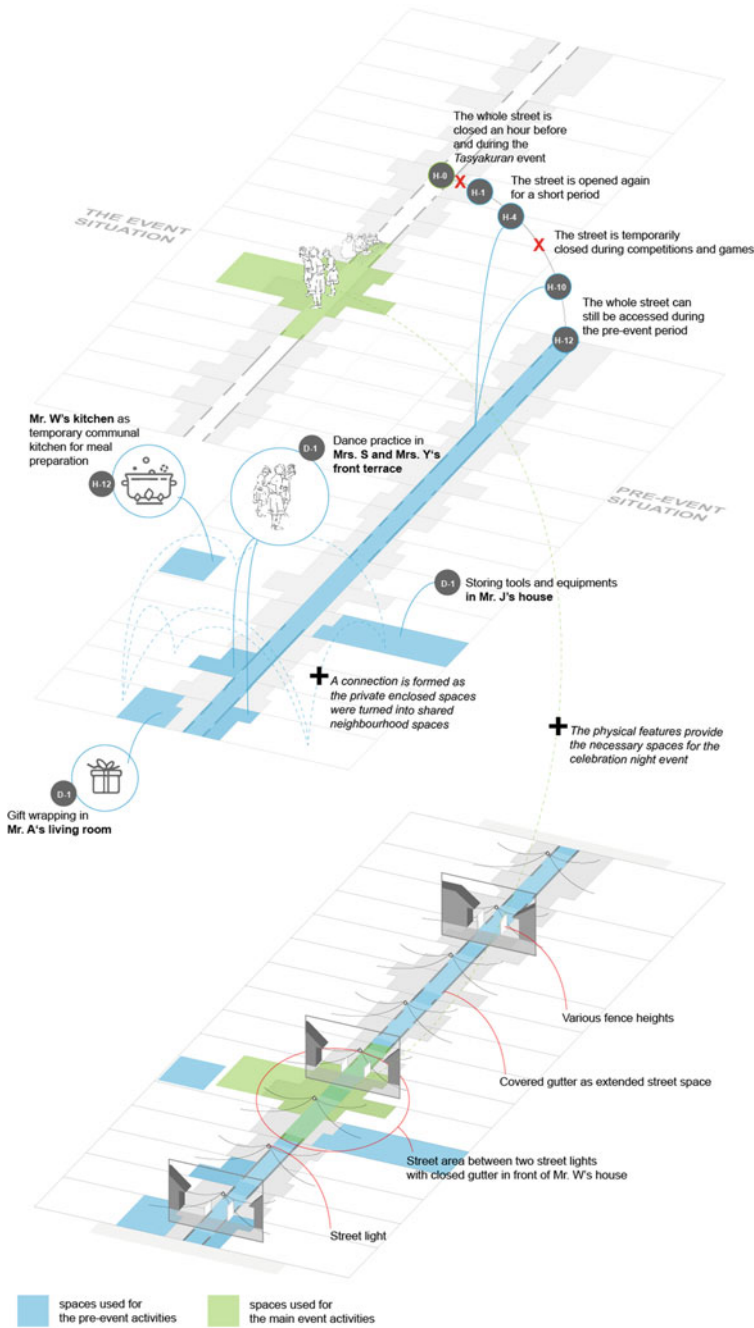 The whole street is
closed an hour before
and during the
Tasyakuran event
H-0
H-1
The street is opened again
for a short period
H-4
THE EVENT
SITUATION
The street is temporarily
closed during competitions and games
H-10
The whole street can
still be accessed during
the pre-event period
H-12
Mr. W's kitchen as
temporary communal
kitchen for meal
preparation
H-12
D-1
Dance practice in
Mrs. S and Mrs. Y's
front terrace
PRE-EVENT
SITUATION
D-1
Storing tools and equipments
in Mr. J's house
A connection is formed as
the private enclosed spaces
were turned into shared
neighbourhood spaces
The physical features provide
the necessary spaces for the
celebration night event
D-1
Gift wrapping in
Mr. A's living room
Various fence heights
Covered gutter as extended street space
Street area between two street lights
with closed gutter in front of Mr. W's house
Street light
spaces used for
the pre-event activities
spaces used for
the main event activities